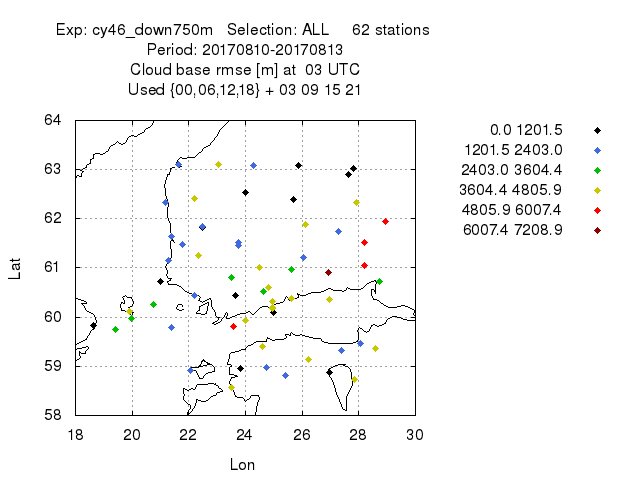 Exp: cy46_down750m   Selection: ALL     62 stations
Period: 20170810-20170813
Cloud base rmse [m] at  03 UTC
Used {00,06,12,18} + 03 09 15 21
0.0 1201.5
1201.5 2403.0
2403.0 3604.4
3604.4 4805.9
4805.9 6007.4
6007.4 7208.9
64
63
62
61
60
59
58
Lat
18 20 22 24 26 28 30
Lon